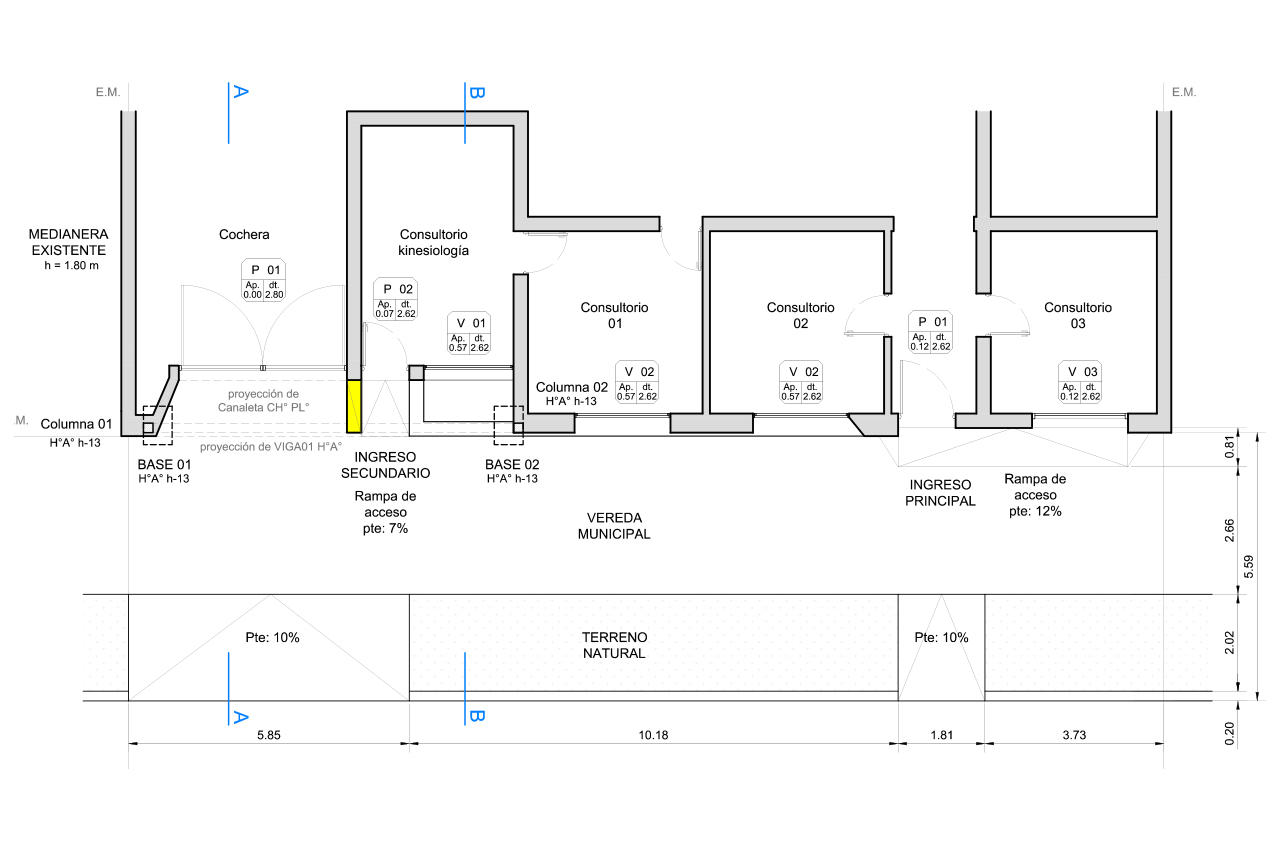 E.M.
A
B
E.M.
MEDIANERA
EXISTENTE
h = 1.80 m
Cochera
Consultorio
kinesiología
P 01
Ap. dt.
0.00 2.80
P 02
Ap. dt.
0.07 2.62
V 01
Ap. dt.
0.57 2.62
Consultorio
01
Consultorio
02
P 01
Ap. dt.
0.12 2.62
Consultorio
03
V 02
Ap. dt.
0.57 2.62
V 02
Ap. dt.
0.57 2.62
V 03
Ap. dt.
0.12 2.62
Columna 02
H°A° h-13
proyección de
Canaleta CH° PL°
M.
Columna 01
H°A° h-13
proyección de VIGA01 H°A°
BASE 01
H°A° h-13
INGRESO
SECUNDARIO
Rampa de
acceso
pte: 7%
BASE 02
H°A° h-13
INGRESO
PRINCIPAL
Rampa de
acceso
pte: 12%
VEREDA
MUNICIPAL
0.81
2.66
5.59
2.02
0.20
Pte: 10%
TERRENO
NATURAL
Pte: 10%
A
B
5.85
10.18
1.81
3.73